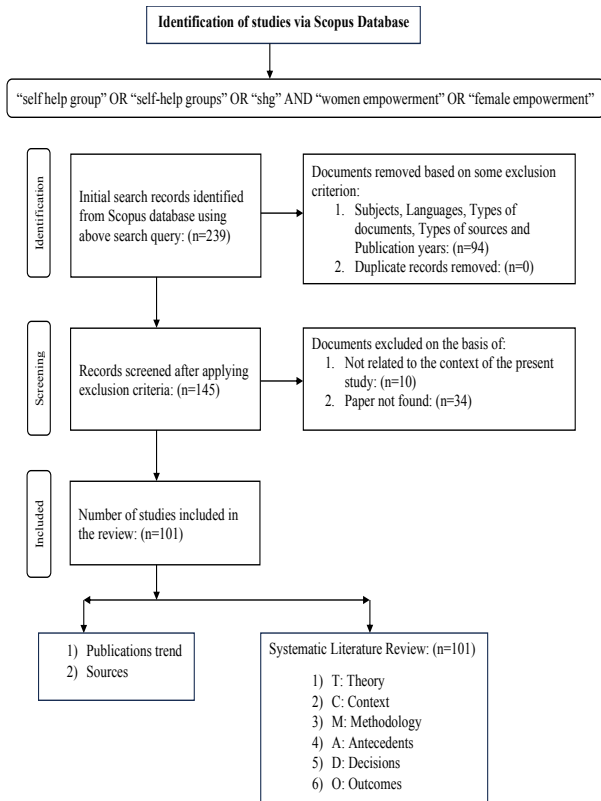 Identification of studies via Scopus Database
“self help group” OR “self-help groups” OR “shg” AND “women empowerment” OR “female empowerment”
Identification
Initial search records identified
from Scopus database using
above search query: (n=239)
Documents removed based on some exclusion
criterion:
1. Subjects, Languages, Types of
documents, Types of sources and
Publication years: (n=94)
2. Duplicate records removed: (n=0)
Screening
Records screened after applying
exclusion criteria: (n=145)
Documents excluded on the basis of:
1. Not related to the context of the present
study: (n=10)
2. Paper not found: (n=34)
Included
Number of studies included in
the review: (n=101)
1) Publications trend
2) Sources
Systematic Literature Review: (n=101)
1) T: Theory
2) C: Context
3) M: Methodology
4) A: Antecedents
5) D: Decisions
6) O: Outcomes